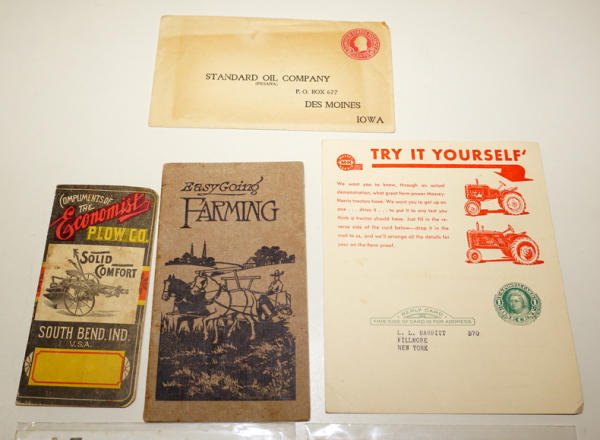 STANDARD OIL COMPANY
(INDIANA)
P. O. BOX 677
DES MOINES
IOWA
COMPLIMENTS OF
THE
Economist
PLOW CO.
SOLID
COMFORT
SOUTH BEND, IND.
U.S.A.
EasyGoing
FARMING
TRY IT YOURSELF'
We want you to know, through an actual
demonstration, what great farm-power Massey-
Harris tractors have. We want you to get up on
one . . . drive it . . . to put it to any test you
think a tractor should have. Just fill in the re-
verse side of the card below—drop it in the
mail to us, and we'll arrange all the details for
your on-the-farm proof.
REPLY CARD
THIS SIDE OF CARD IS FOR ADDRESS
L. L. BABBITT B70
FILLMORE
NEW YORK